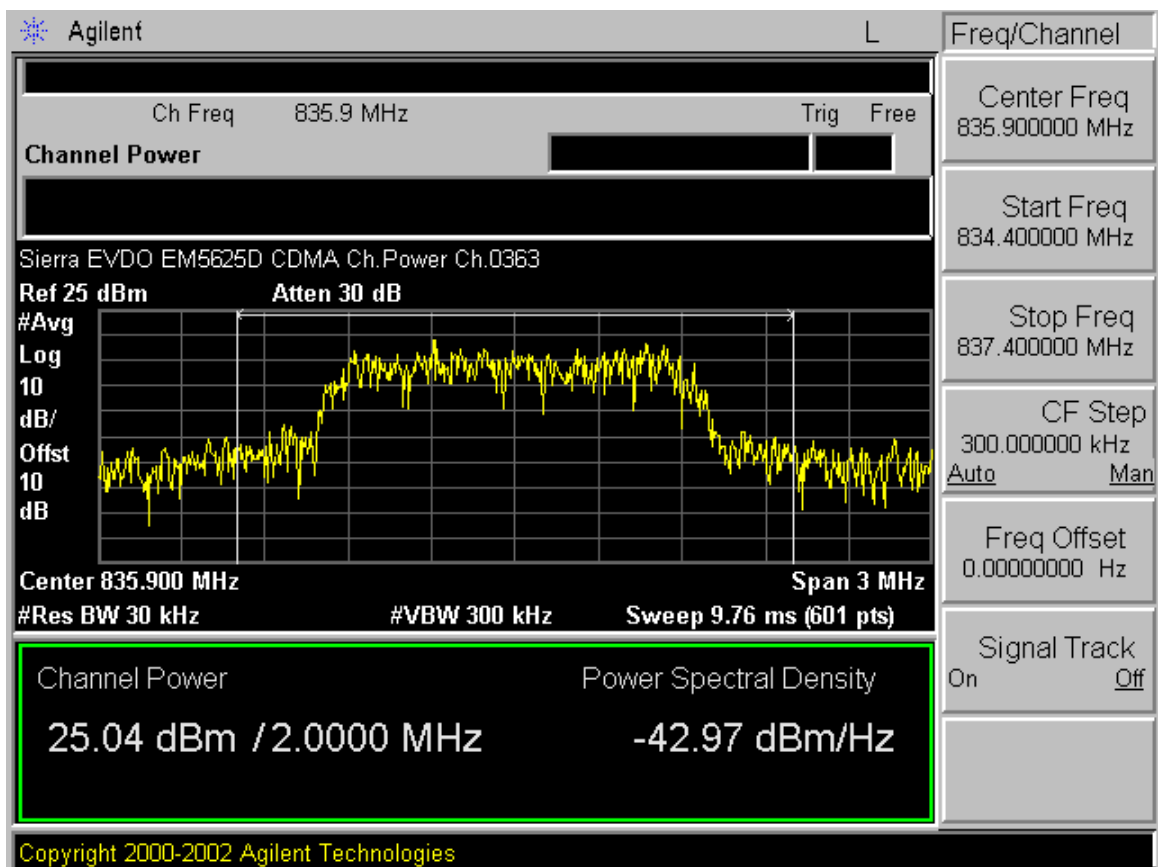 Agilent L
Freq/Channel
Ch Freq 835.9 MHz Trig Free
Channel Power
Sierra EVDO EM5625D CDMA Ch.Power Ch.0363
Ref 25 dBm Atten 30 dB
#Avg
Log
10
dB/
Offst
10
dB
Center 835.900 MHz Span 3 MHz
#Res BW 30 kHz #VBW 300 kHz Sweep 9.76 ms (601 pts)
Channel Power Power Spectral Density
25.04 dBm / 2.0000 MHz -42.97 dBm/Hz
Copyright 2000-2002 Agilent Technologies
Center Freq
835.900000 MHz
Start Freq
834.400000 MHz
Stop Freq
837.400000 MHz
CF Step
300.000000 kHz
Auto Man
Freq Offset
0.00000000 Hz
Signal Track
On Off